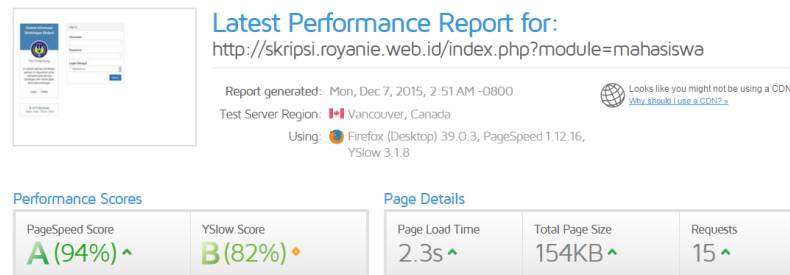 Latest Performance Report for:
http://skripsi.royanie.web.id/index.php?module=mahasiswa
Report generated: Mon, Dec 7, 2015, 2:51 AM -0800
Test Server Region: Vancouver, Canada
Using: Firefox (Desktop) 39.0.3, PageSpeed 1.12.16,
YSlow 3.1.8
Looks like you might not be using a CDN
Why should I use a CDN? »
Performance Scores
Page Details
PageSpeed Score
YSlow Score
Page Load Time
Total Page Size
Requests
A (94%)
B (82%)
2.3s
154KB
15